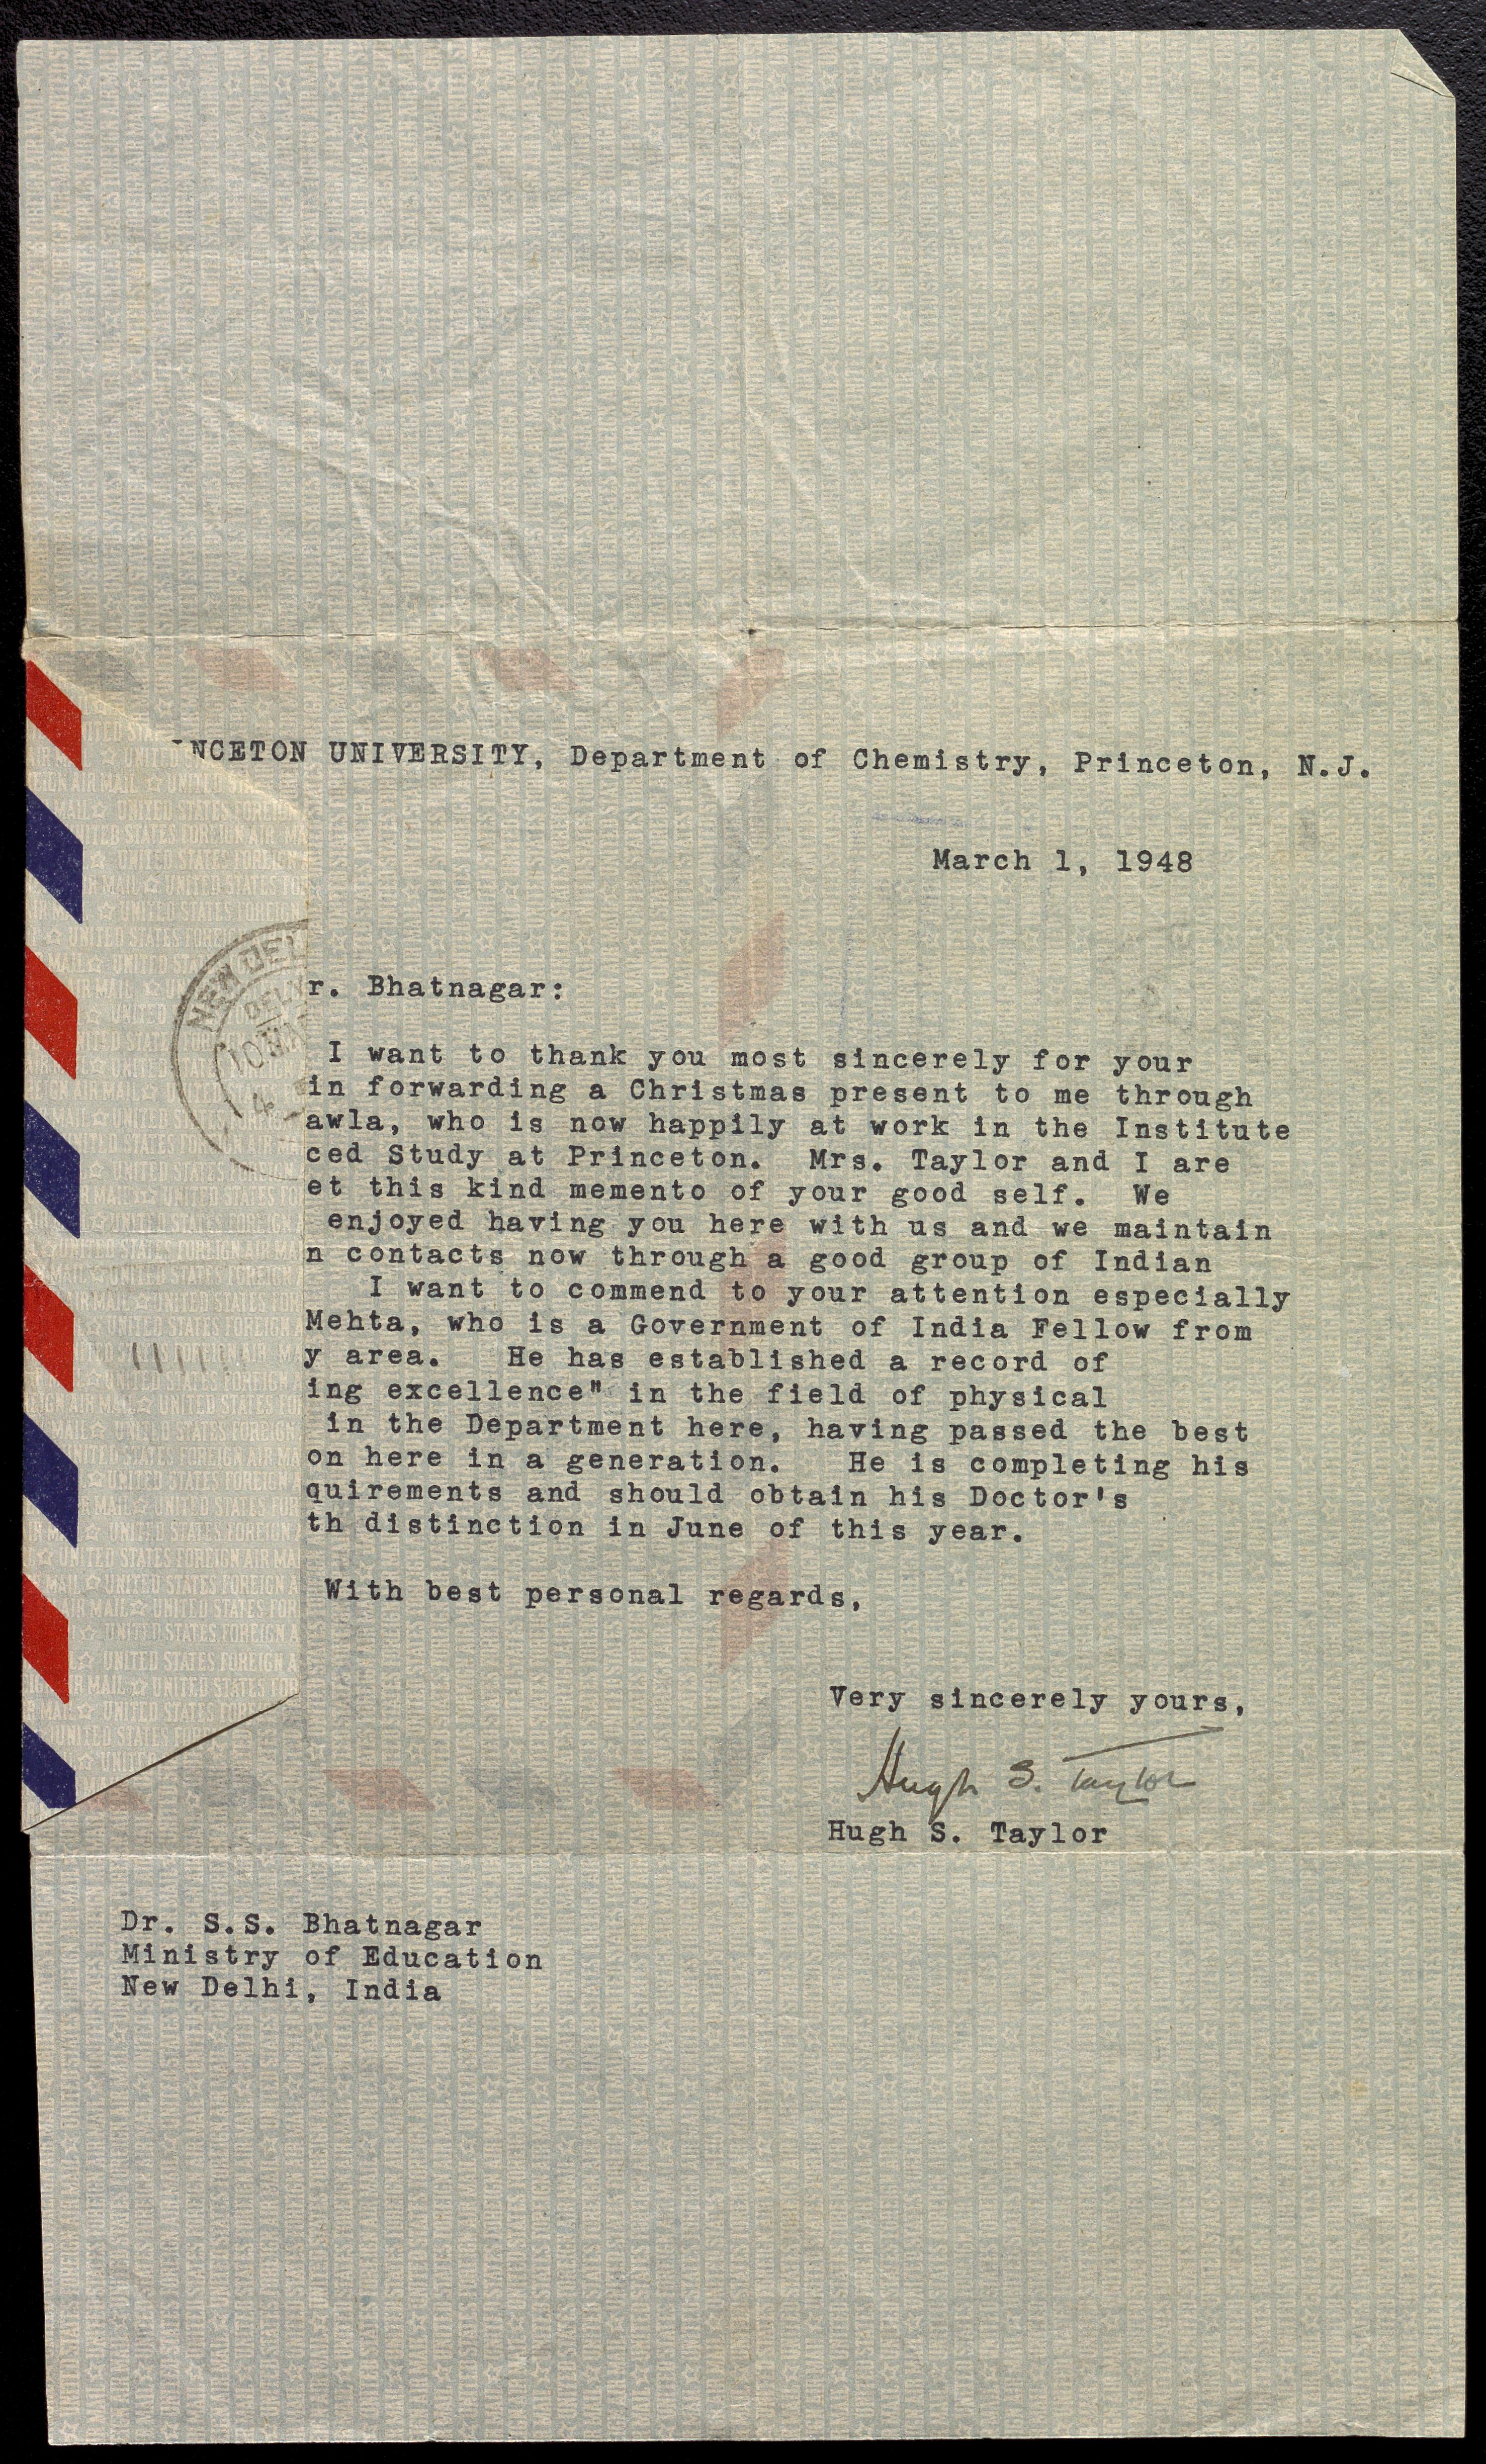 NCETON UNIVERSITY, Department of Chemistry, Princeton, N.J.
March 1, 1948
r. Bhatnagar:
I want to thank you most sincerely for your
in forwarding a Christmas present to me through
awla, who is now happily at work in the Institute
ced Study at Princeton. Mrs. Taylor and I are
et this kind memento of your good self. We
enjoyed having you here with us and we maintain
n contacts now through a good group of Indian
I want to commend to your attention especially
Mehta, who is a Government of India Fellow from
y area. He has established a record of
ing excellence" in the field of physical
in the Department here, having passed the best
on here in a generation. He is completing his
quirements and should obtain his Doctor's
th distinction in June of this year.
With best personal regards,
Very sincerely yours,
Hugh S. Taylor
Hugh S. Taylor
Dr. S.S. Bhatnagar
Ministry of Education
New Delhi, India
NEW DEL
UNITED STATES FOREIGN AIR MAIL